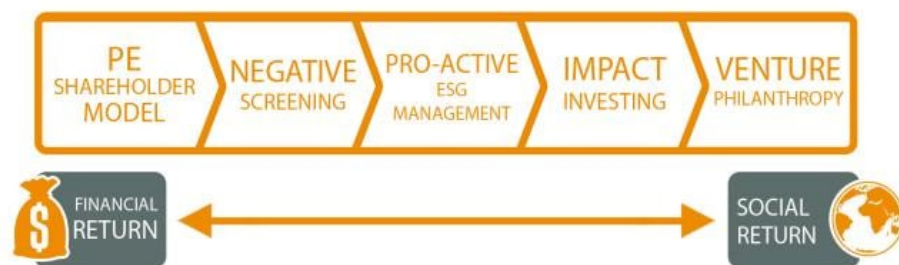 PE
SHAREHOLDER
MODEL
NEGATIVE
SCREENING
PRO-ACTIVE
ESG
MANAGEMENT
IMPACT
INVESTING
VENTURE
PHILANTHROPY
$
FINANCIAL
RETURN
SOCIAL
RETURN